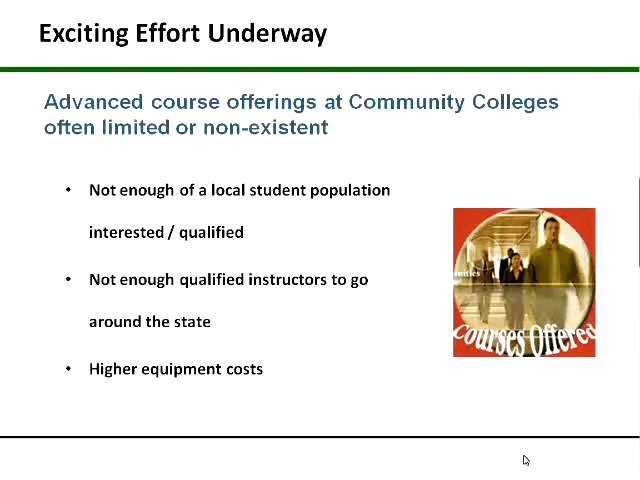 Exciting Effort Underway
Advanced course offerings at Community Colleges
often limited or non-existent
• Not enough of a local student population
interested / qualified
• Not enough qualified instructors to go
around the state
• Higher equipment costs
Courses Offered